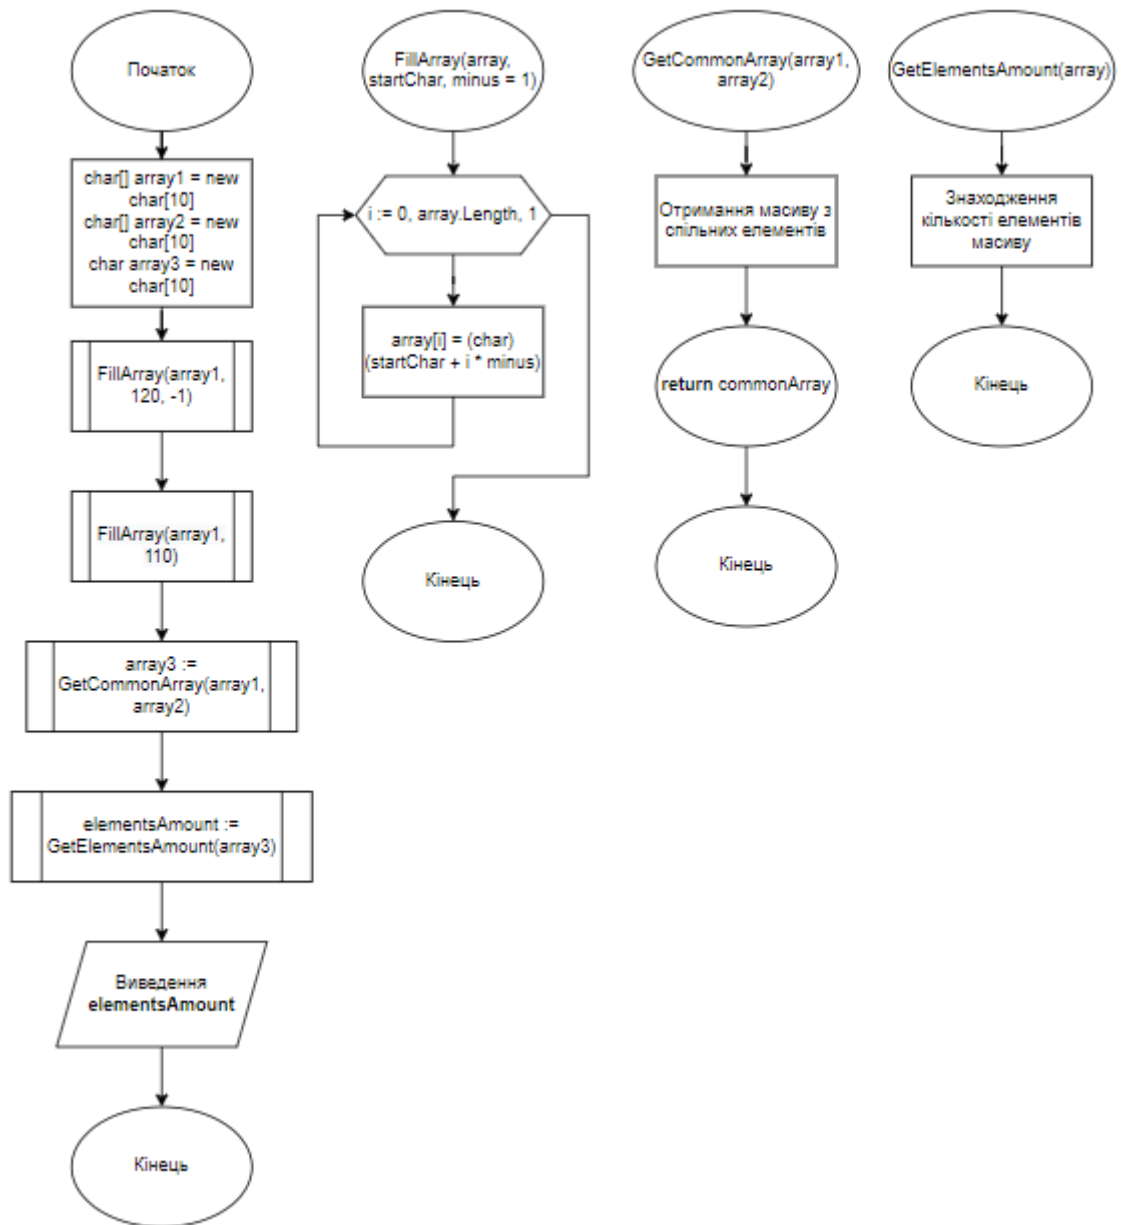 Початок
char[] array1 = new
char[10]
char[] array2 = new
char[10]
char array3 = new
char[10]
FillArray(array1,
120, -1)
FillArray(array1,
110)
array3 :=
GetCommonArray(array1,
array2)
elementsAmount :=
GetElementsAmount(array3)
Виведення
elementsAmount
Кінець
FillArray(array,
startChar, minus = 1)
i := 0, array.Length, 1
array[i] = (char)
(startChar + i * minus)
Кінець
GetCommonArray(array1,
array2)
Отримання масиву з
спільних елементів
return commonArray
Кінець
GetElementsAmount(array)
Знаходження
кількості елементів
масиву
Кінець